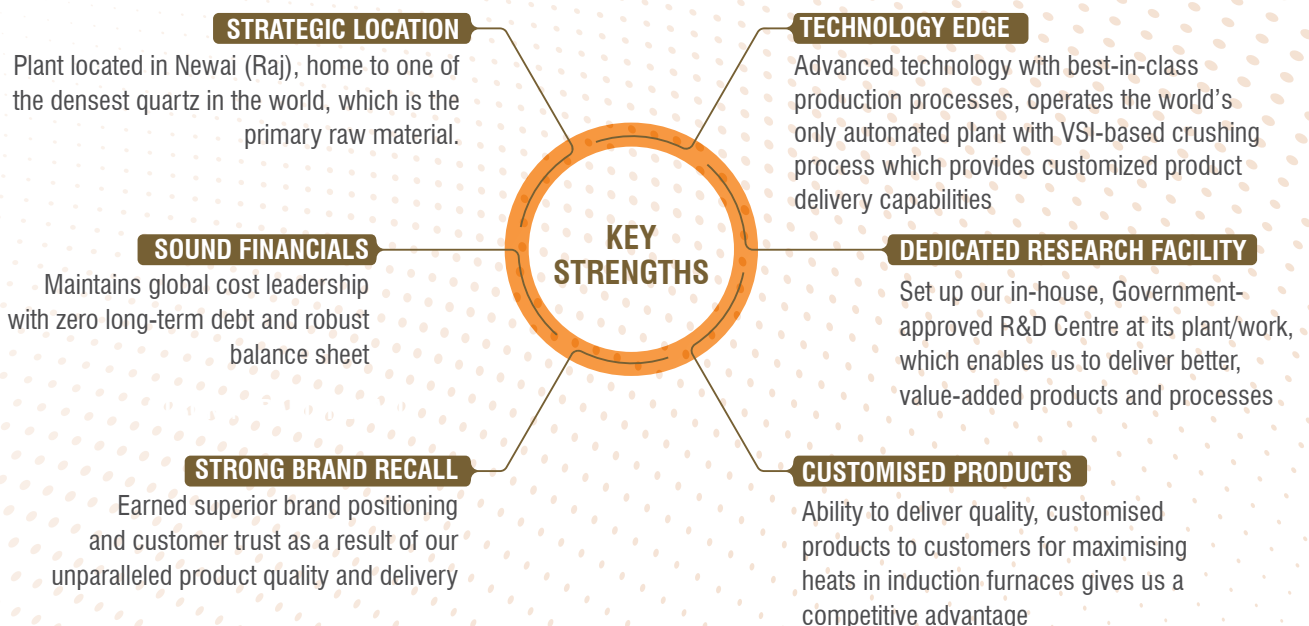 STRATEGIC LOCATION
Plant located in Newai (Raj), home to one of
the densest quartz in the world, which is the
primary raw material.
SOUND FINANCIALS
Maintains global cost leadership
with zero long-term debt and robust
balance sheet
STRONG BRAND RECALL
Earned superior brand positioning
and customer trust as a result of our
unparalleled product quality and delivery
KEY
STRENGTHS
TECHNOLOGY EDGE
Advanced technology with best-in-class
production processes, operates the world's
only automated plant with VSI-based crushing
process which provides customized product
delivery capabilities
DEDICATED RESEARCH FACILITY
Set up our in-house, Government-
approved R&D Centre at its plant/work,
which enables us to deliver better,
value-added products and processes
CUSTOMISED PRODUCTS
Ability to deliver quality, customised
products to customers for maximising
heats in induction furnaces gives us a
competitive advantage